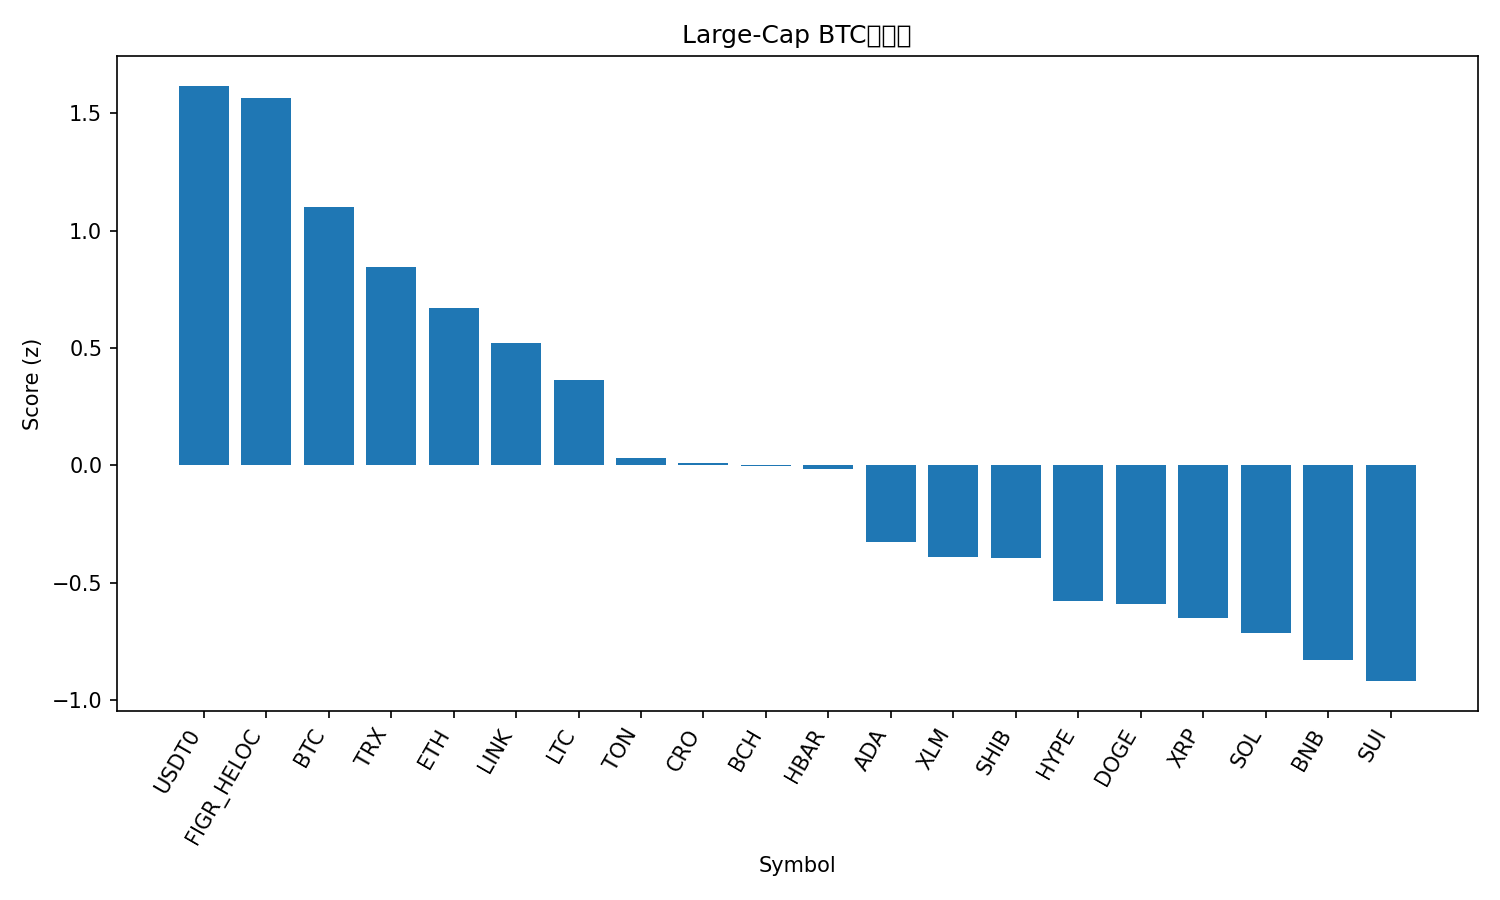 Large-Cap BTC
Score (z)
1.5
1.0
0.5
0.0
−0.5
−1.0
USDT0
FIGR_HELOC
BTC
TRX
ETH
LINK
LTC
TON
CRO
BCH
HBAR
ADA
XLM
SHIB
HYPE
DOGE
XRP
SOL
BNB
SUI
Symbol